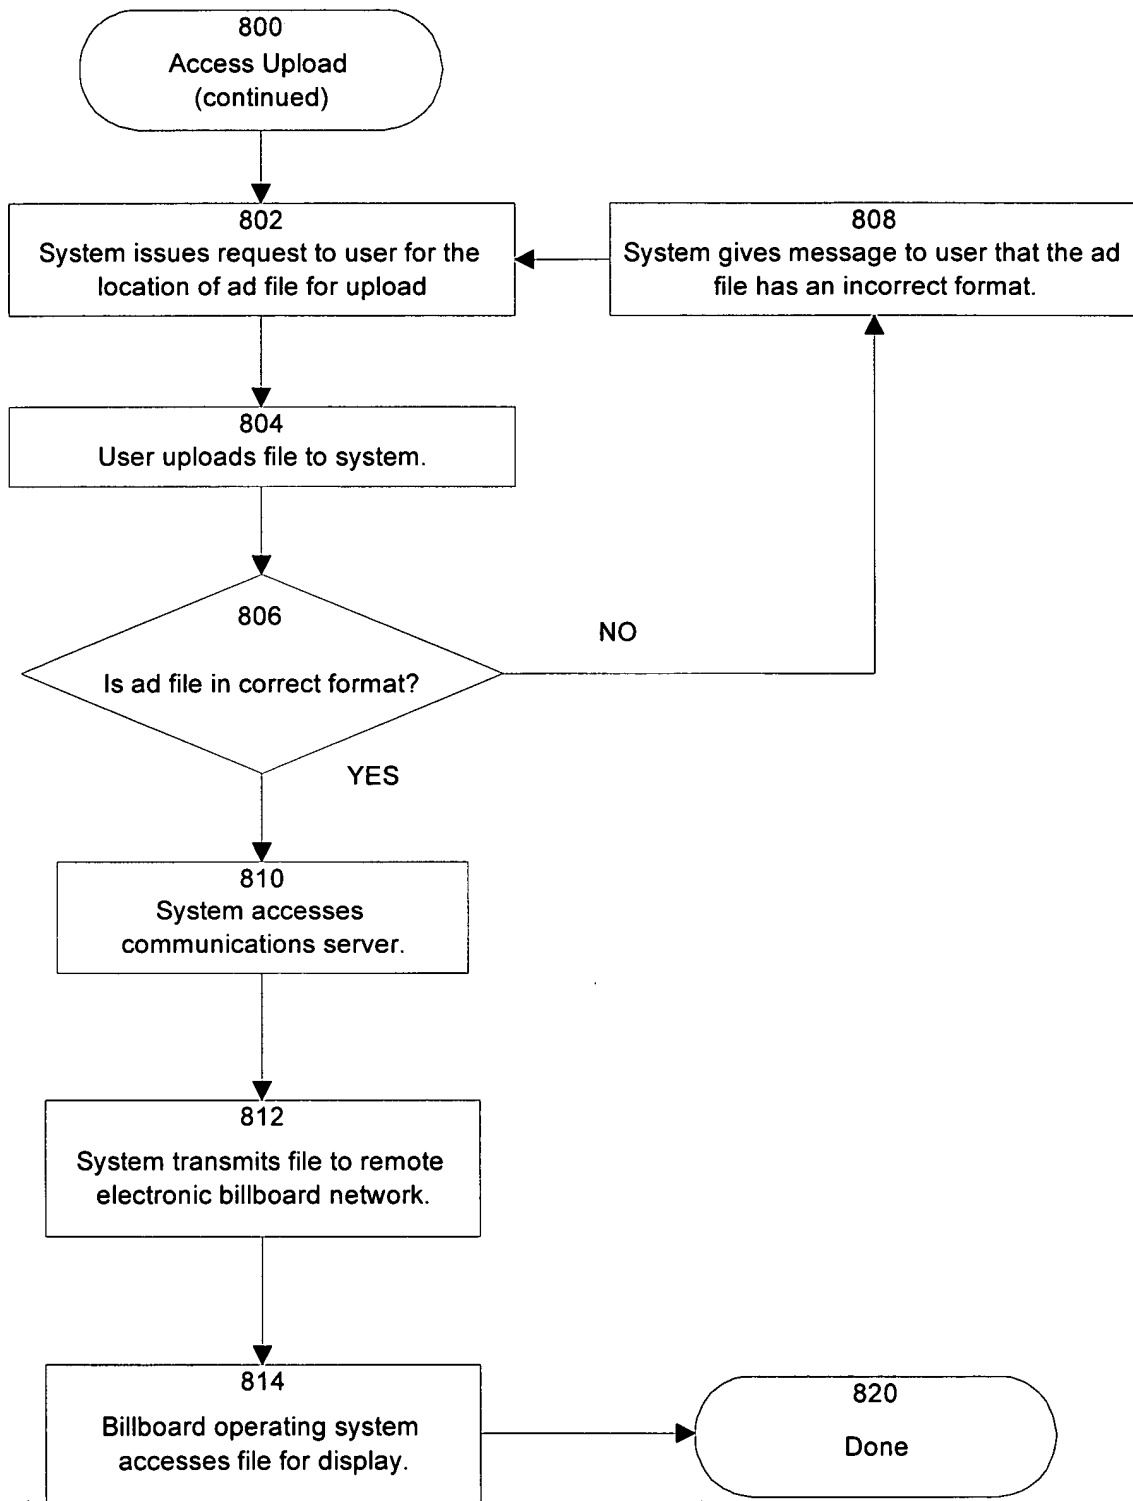 800
Access Upload
(continued)
802
System issues request to user for the
location of ad file for upload
808
System gives message to user that the ad
file has an incorrect format.
804
User uploads file to system.
806
Is ad file in correct format?
NO
YES
810
System accesses
communications server.
812
System transmits file to remote
electronic billboard network.
814
Billboard operating system
accesses file for display.
820
Done